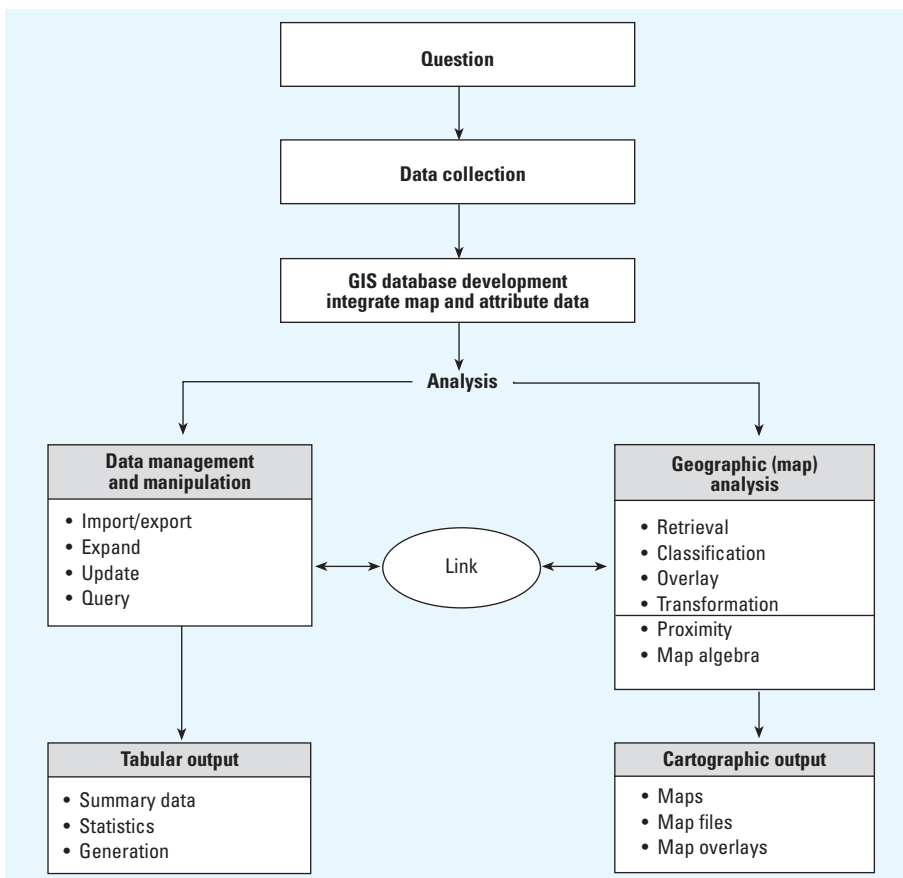 Question
Data collection
GIS database development
integrate map and attribute data
Analysis
Data management
and manipulation
• Import/export
• Expand
• Update
• Query
Link
Geographic (map)
analysis
• Retrieval
• Classification
• Overlay
• Transformation
• Proximity
• Map algebra
Tabular output
• Summary data
• Statistics
• Generation
Cartographic output
• Maps
• Map files
• Map overlays